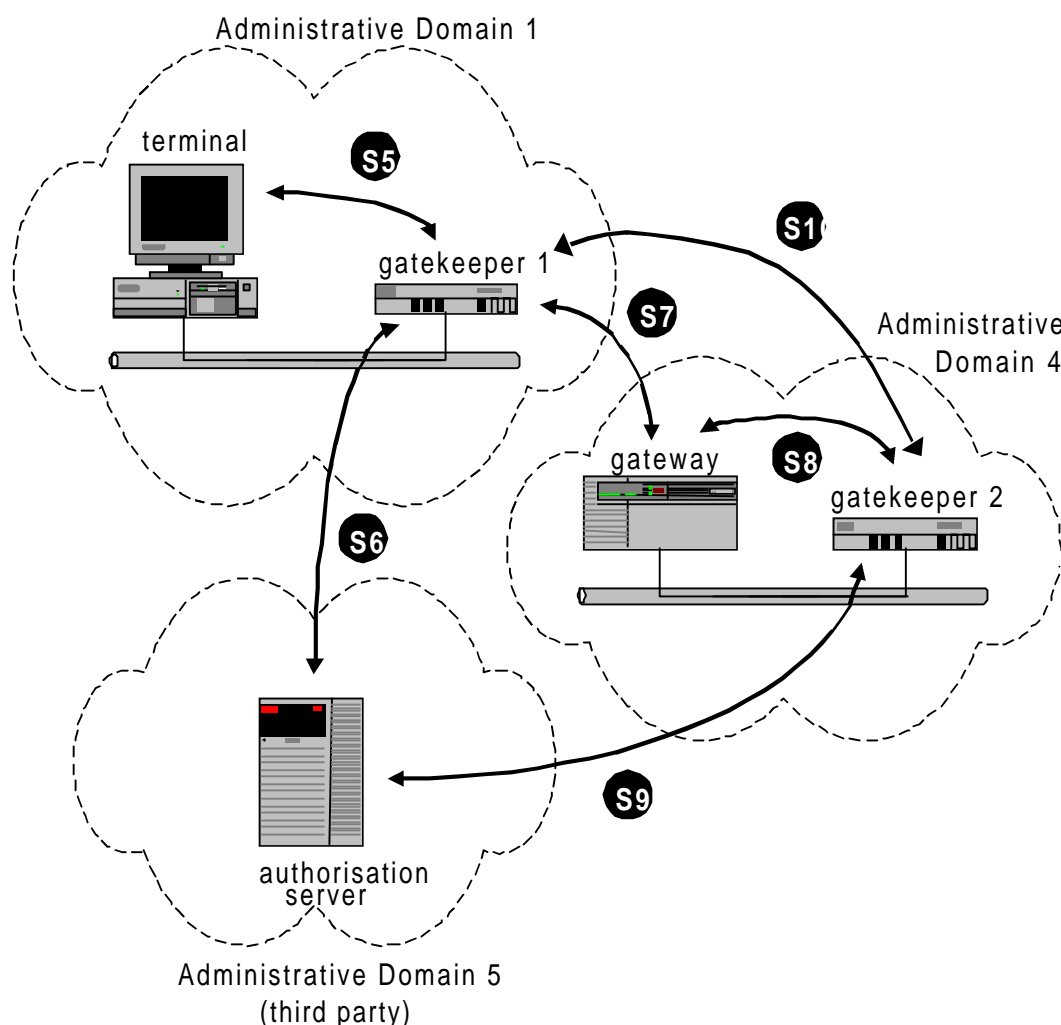 Administrative Domain 1
terminal
S5
S10
gatekeeper 1
S7
Administrative
Domain 4
gateway
S8
gatekeeper 2
S6
S9
authorisation
server
Administrative Domain 5
(third party)